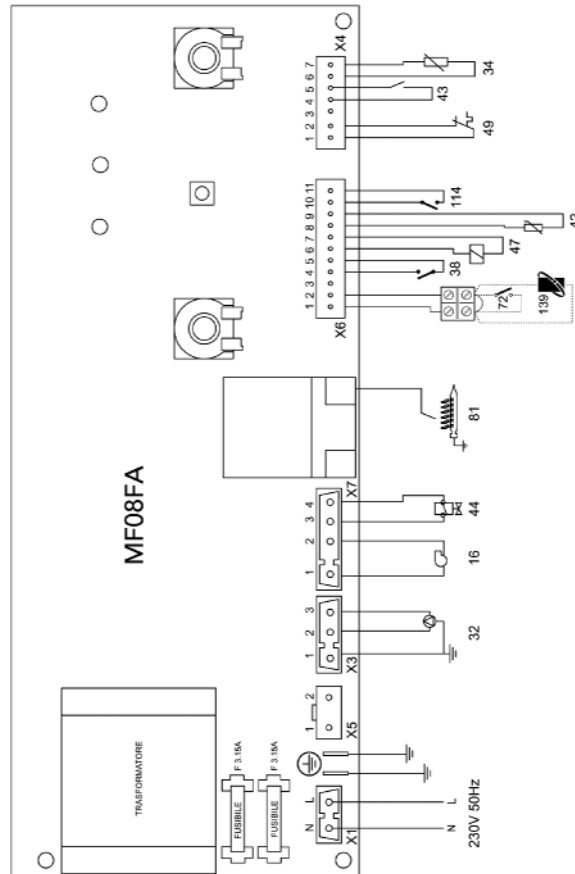 X4
1 2 3 4 5 6 7
34
43
49
1 2 3 4 5 6 7 8 9 10 11
X6
114
42
47
38
72
139
81
MF08FA
X7
1 2 3 4
44
16
X3
1 2 3
32
X5
1 2
TRASFORMATORE
FUSIBILE F 3.15A
FUSIBILE F 3.15A
N L
X1
N L
230V 50Hz